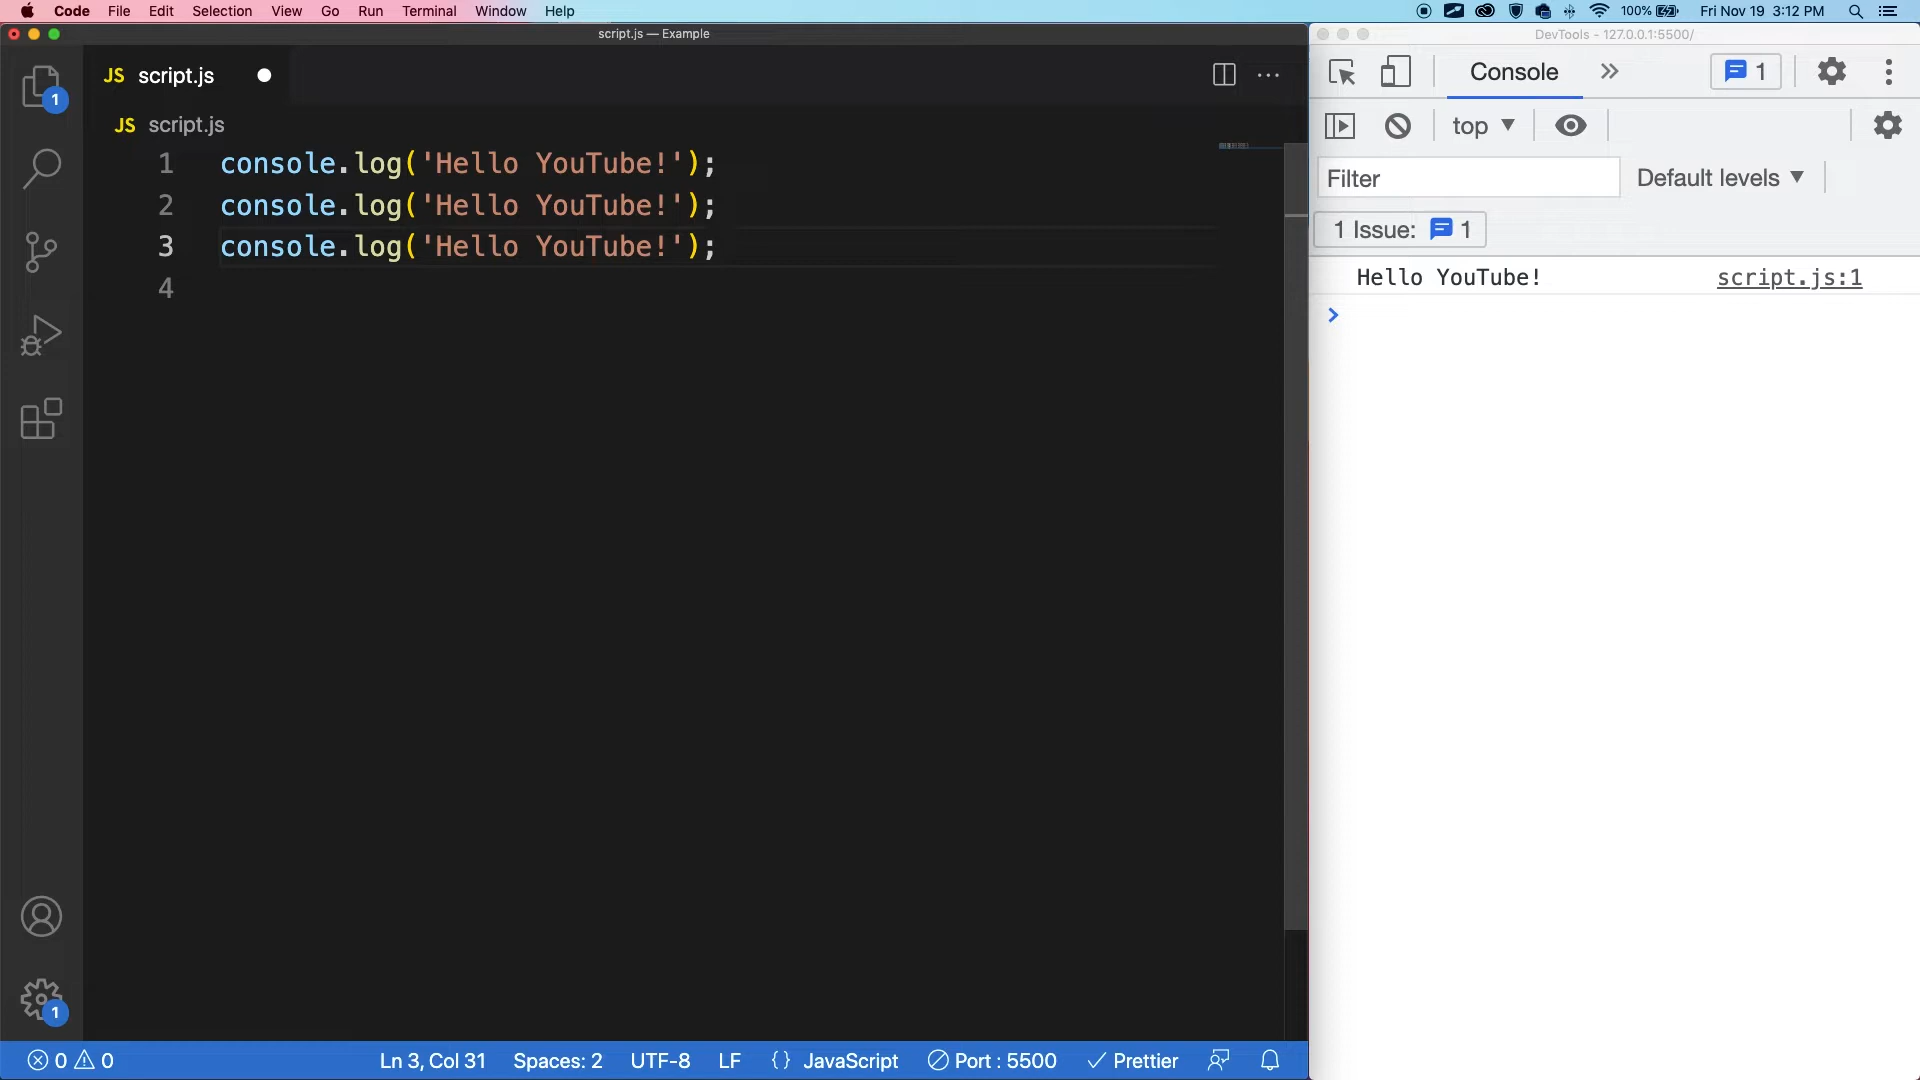 Code File Edit Selection View Go Run Terminal Window Help 100% Fri Nov 19 3:12 PM
script.js — Example
JS script.js
JS script.js
1 console.log('Hello YouTube!');
2 console.log('Hello YouTube!');
3 console.log('Hello YouTube!');
4
1
1
0 0 Ln 3, Col 31 Spaces: 2 UTF-8 LF {} JavaScript Port : 5500 Prettier
DevTools - 127.0.0.1:5500/
Console 1
top
Filter Default levels
1 Issue: 1
Hello YouTube! script.js:1